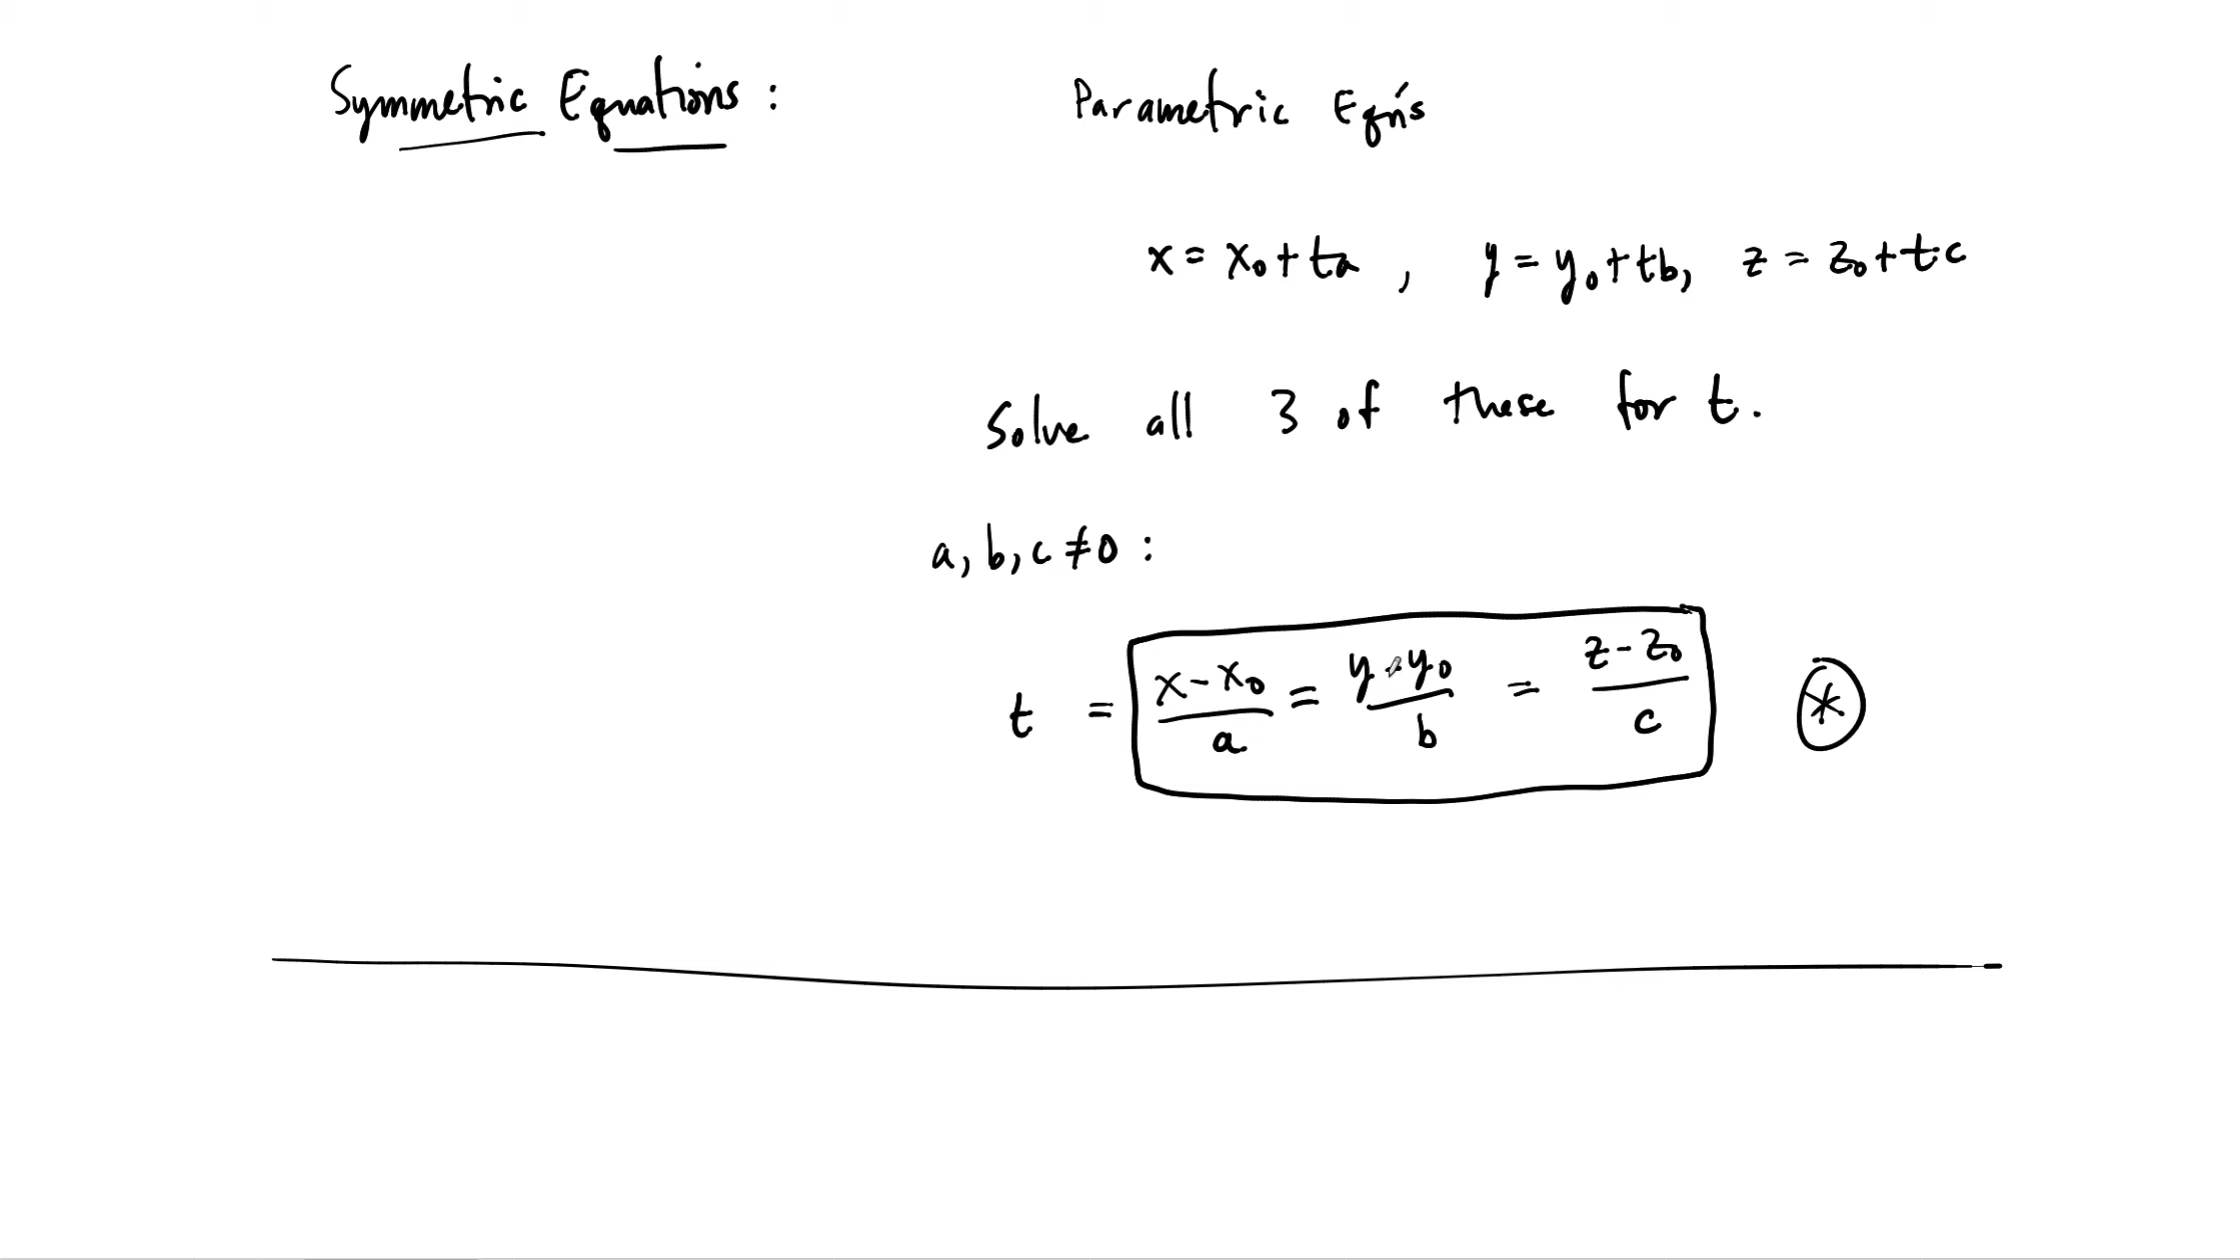 Symmetric Equations : Parametric Eqn's
x = x₀ + ta , y = y₀ + tb, z = z₀ + tc
Solve all 3 of these for t.
a, b, c ≠ 0 :
t = (x - x₀)/a = (y - y₀)/b = (z - z₀)/c ⊛